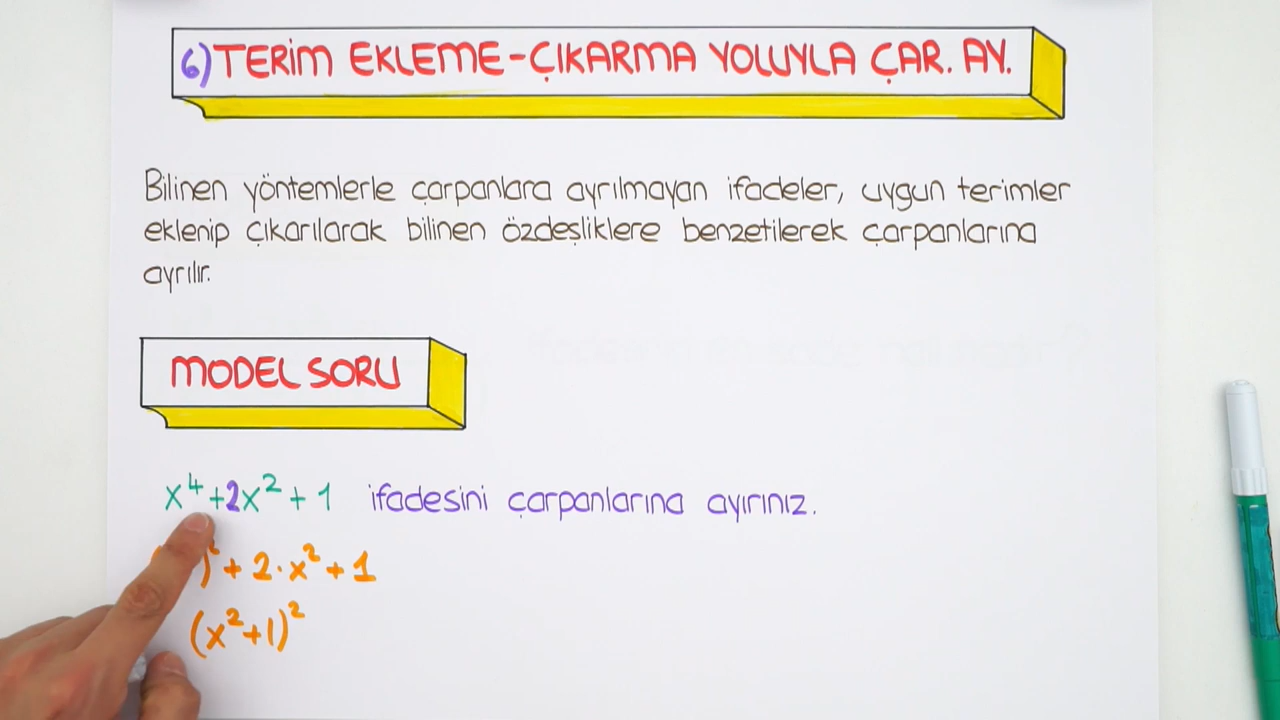 6) TERİM EKLEME-ÇIKARMA YOLUYLA ÇAR. AY.
Bilinen yöntemlerle çarpanlara ayrılmayan ifadeler, uygun terimler
eklenip çıkarılarak bilinen özdeşliklere benzetilerek çarpanlarına
ayrılır.
MODEL SORU
x⁴+2x²+1 ifadesini çarpanlarına ayırınız.
)²+2·x²+1
(x²+1)²